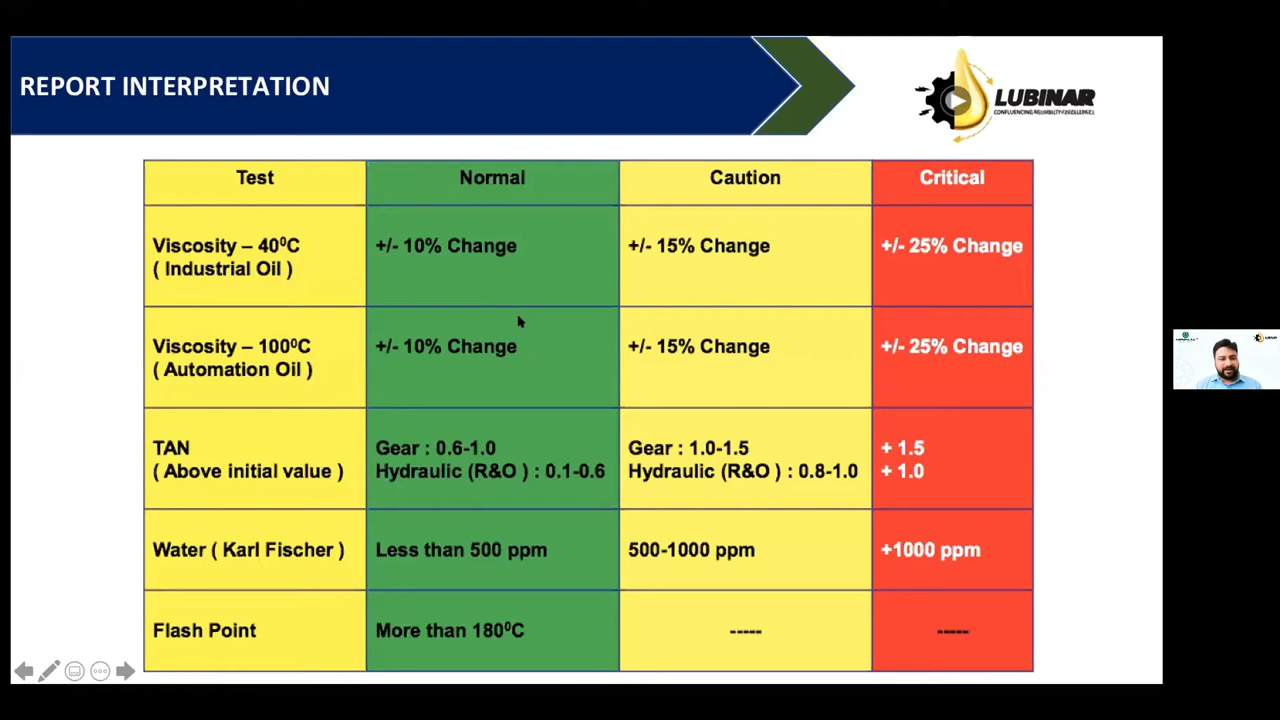 REPORT INTERPRETATION
LUBINAR
CONFLUENCING RELIABILITY EXCELLENCE
Test
Normal
Caution
Critical
Viscosity – 40⁰C
( Industrial Oil )
+/- 10% Change
+/- 15% Change
+/- 25% Change
Viscosity – 100⁰C
( Automation Oil )
+/- 10% Change
+/- 15% Change
+/- 25% Change
TAN
( Above initial value )
Gear : 0.6-1.0
Hydraulic (R&O ) : 0.1-0.6
Gear : 1.0-1.5
Hydraulic (R&O ) : 0.8-1.0
+ 1.5
+ 1.0
Water ( Karl Fischer )
Less than 500 ppm
500-1000 ppm
+1000 ppm
Flash Point
More than 180⁰C
-----
-----